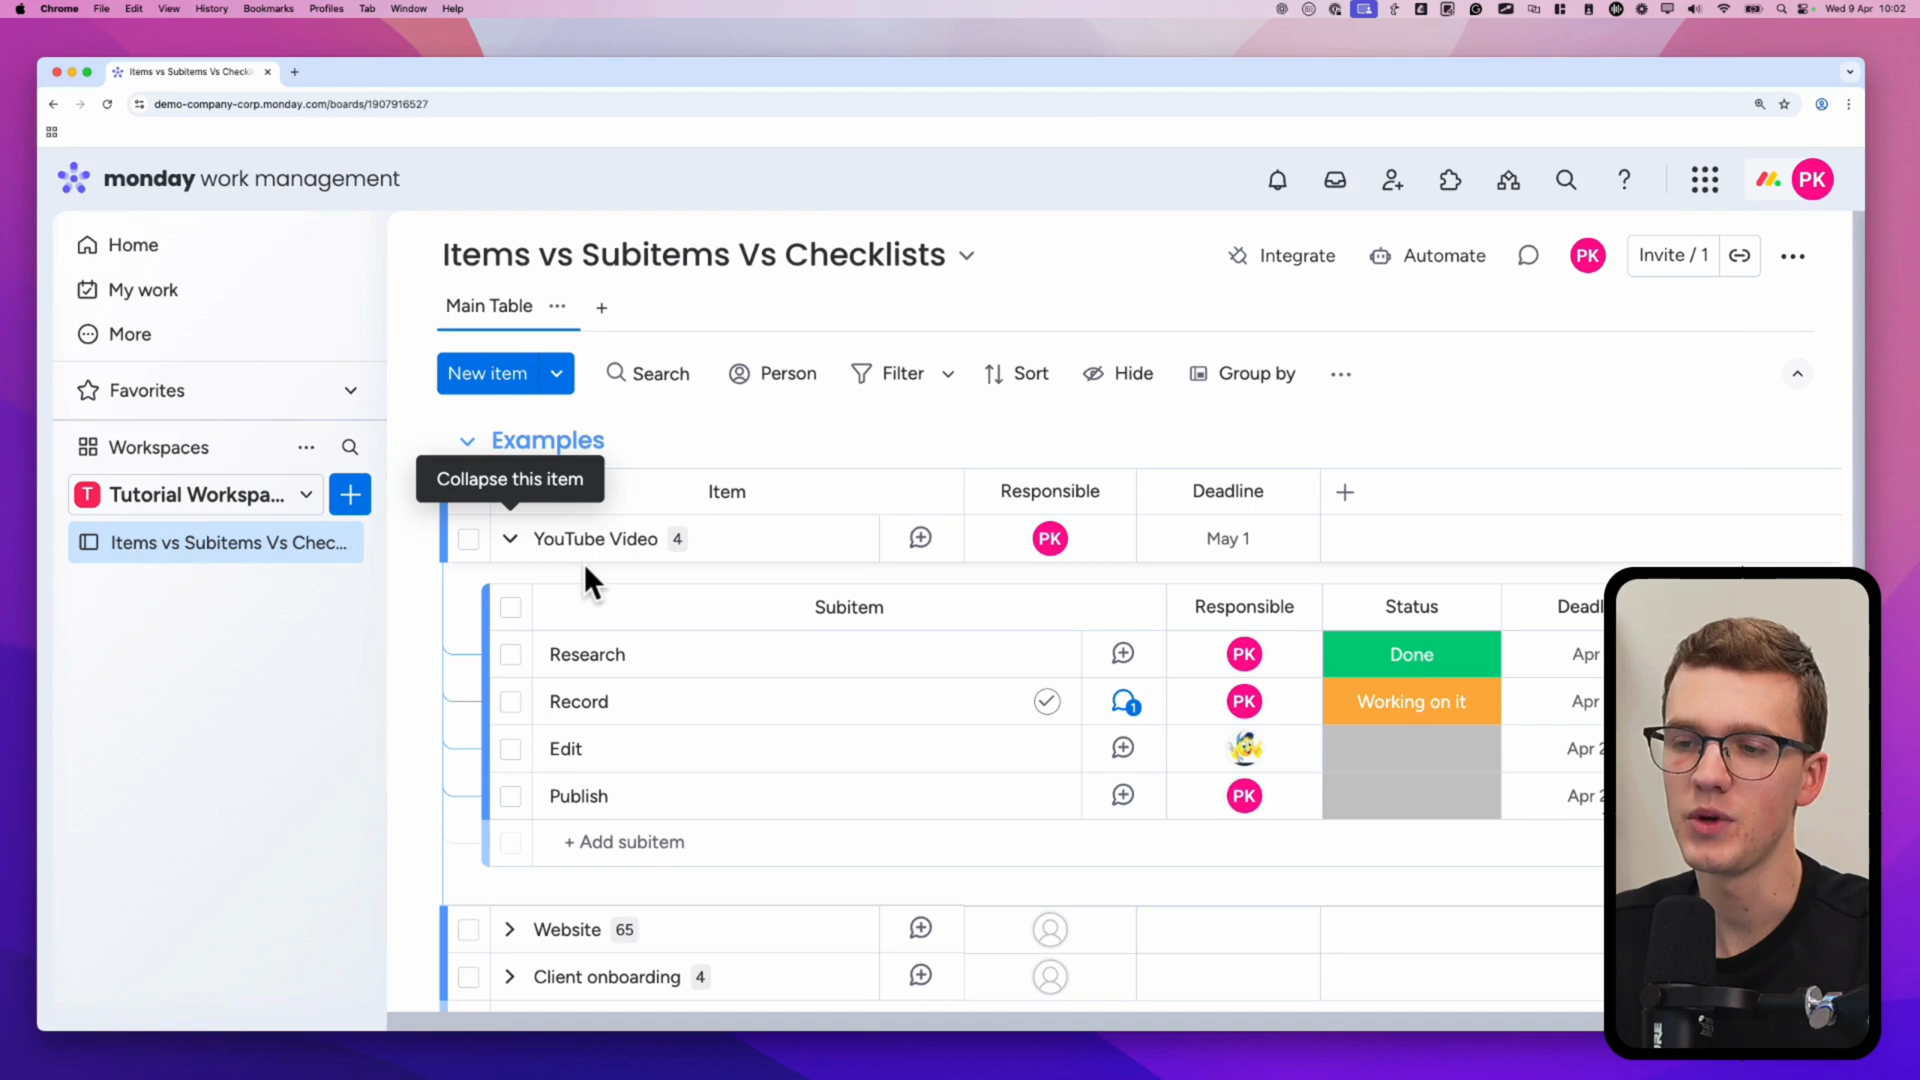 Chrome File Edit View History Bookmarks Profiles Tab Window Help
Wed 9 Apr 10:02
Items vs Subitems Vs Checkl
demo-company-corp.monday.com/boards/1907916527
monday work management
PK
Home
My work
More
Favorites
Workspaces
T Tutorial Workspa...
Items vs Subitems Vs Chec...
Items vs Subitems Vs Checklists
Integrate
Automate
PK
Invite / 1
Main Table
New item
Search
Person
Filter
Sort
Hide
Group by
Examples
Collapse this item
Item Responsible Deadline
YouTube Video 4 PK May 1
Subitem Responsible Status Deadl
Research PK Done Apr
Record 1 PK Working on it Apr
Edit Apr 2
Publish PK Apr 2
+ Add subitem
Website 65
Client onboarding 4